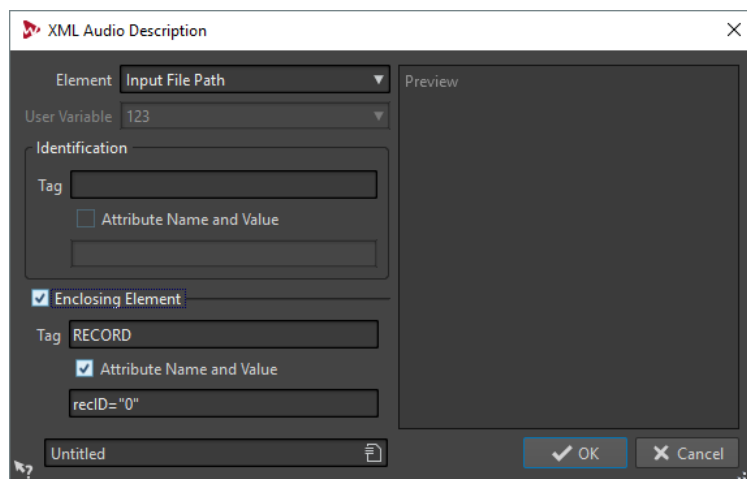 XML Audio Description
Element Input File Path
Preview
User Variable 123
Identification
Tag
Attribute Name and Value
Enclosing Element
Tag RECORD
Attribute Name and Value
recID="0"
Untitled
OK
Cancel